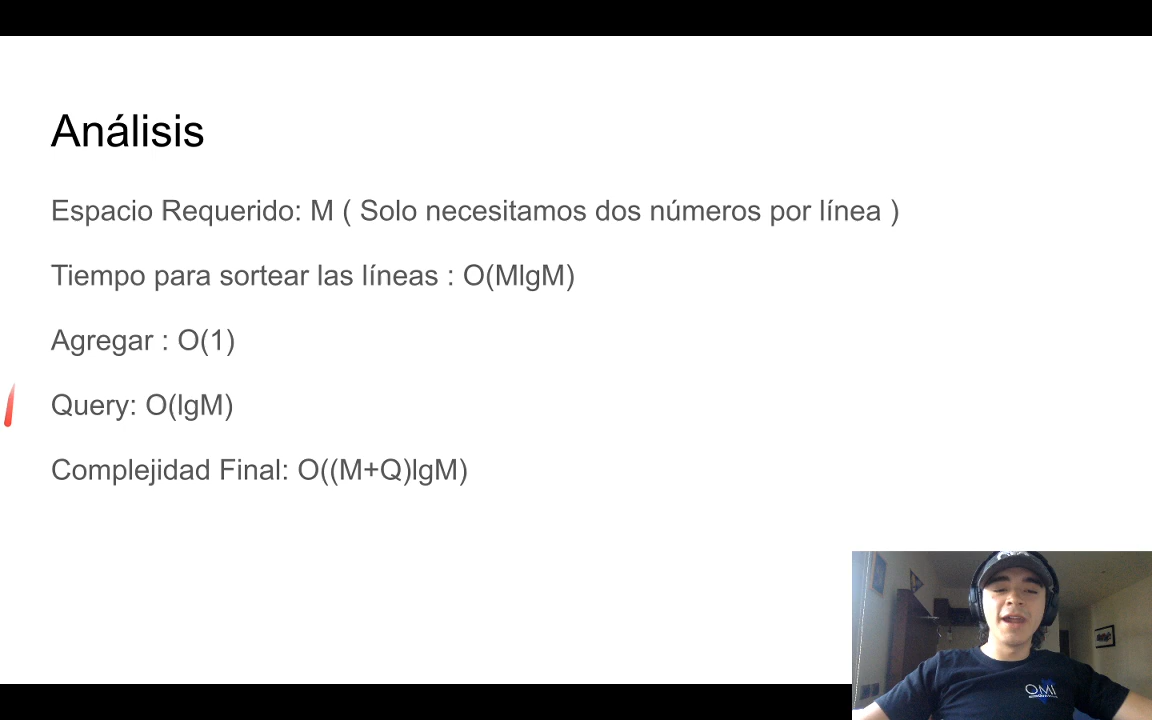 Análisis
Espacio Requerido: M ( Solo necesitamos dos números por línea )
Tiempo para sortear las líneas : O(MlgM)
Agregar : O(1)
Query: O(lgM)
Complejidad Final: O((M+Q)lgM)
OMI